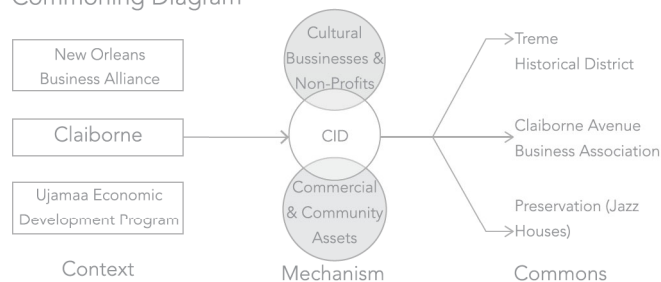 Commoning Diagram
New Orleans
Business Alliance
Claiborne
Ujamaa Economic
Development Program
Context
Cultural
Bussinesses &
Non-Profits
CID
Commercial
& Community
Assets
Mechanism
Treme
Historical District
Claiborne Avenue
Business Association
Preservation (Jazz
Houses)
Commons